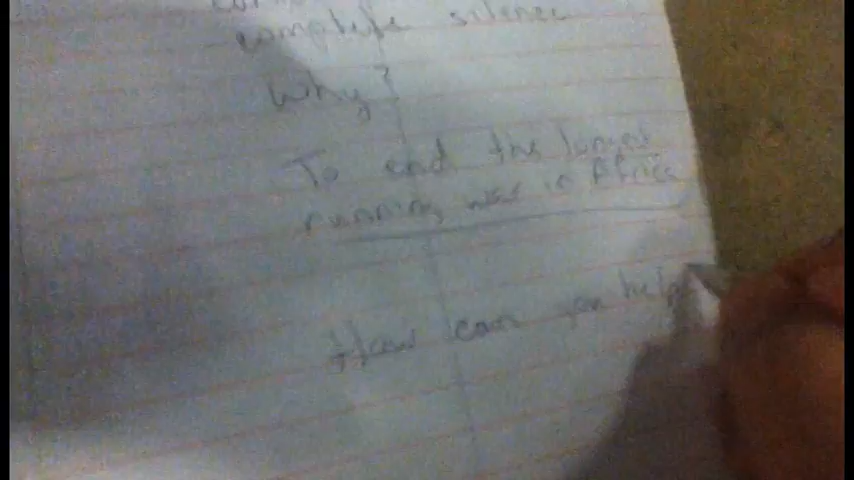 complete silence
Why?
To end the longest
running war in Africa
How can you help